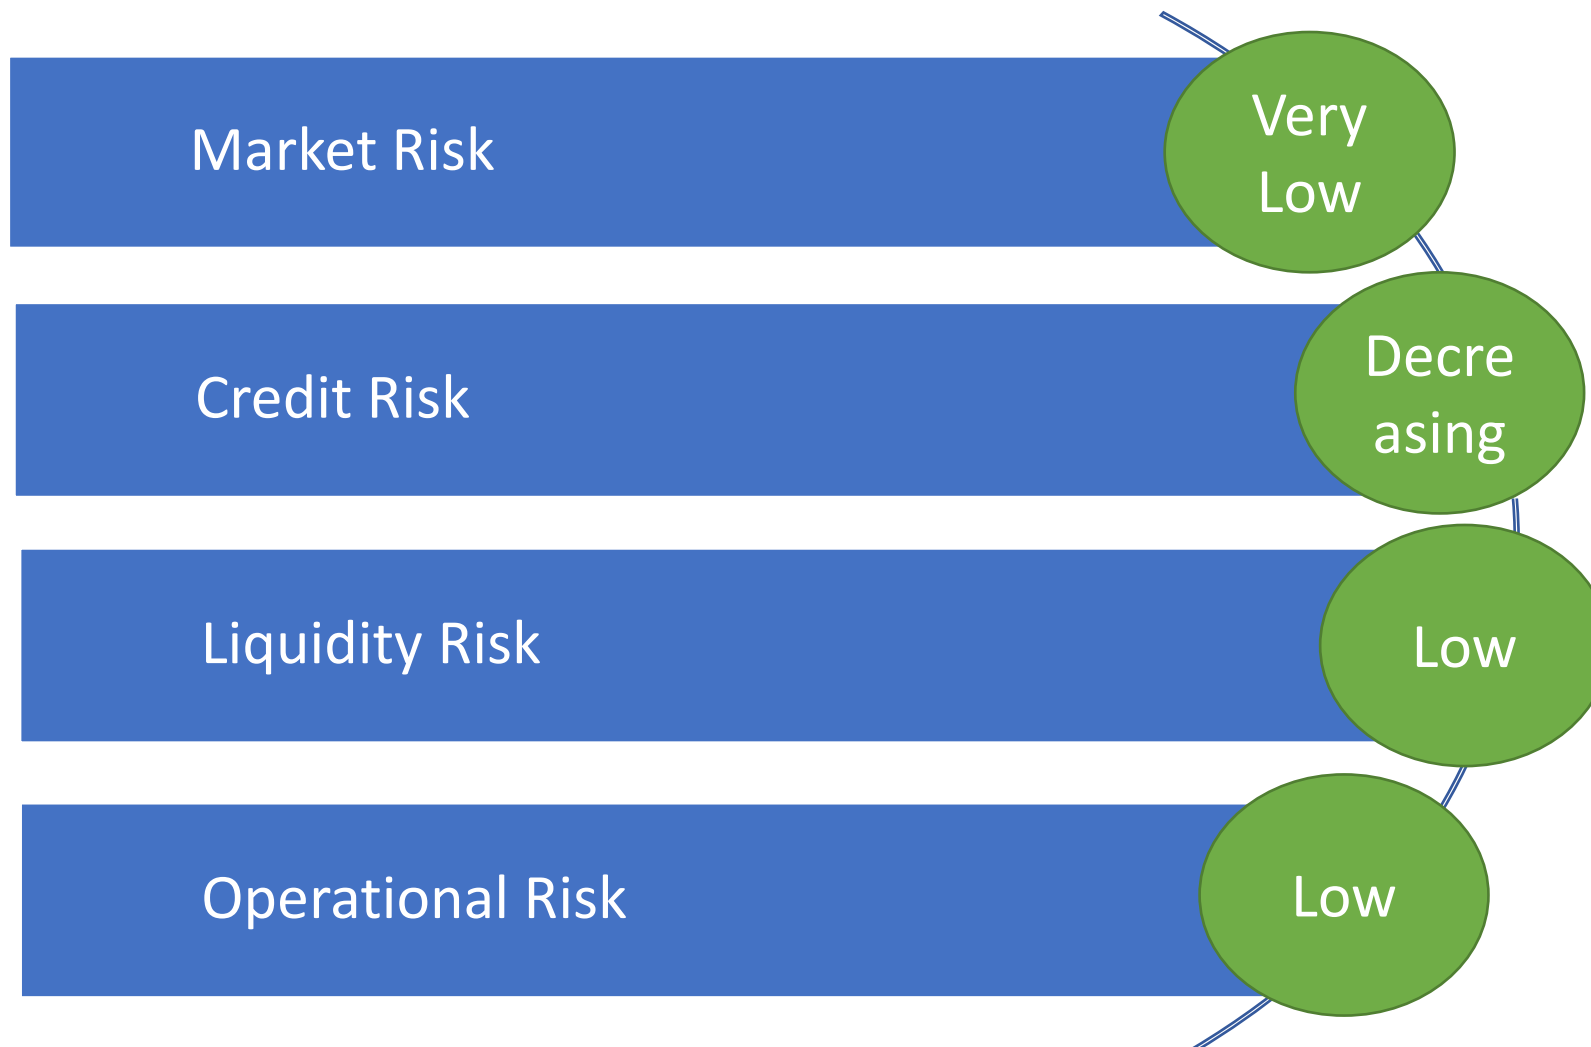 Market Risk
Very
Low
Credit Risk
Decre
asing
Liquidity Risk
Low
Operational Risk
Low